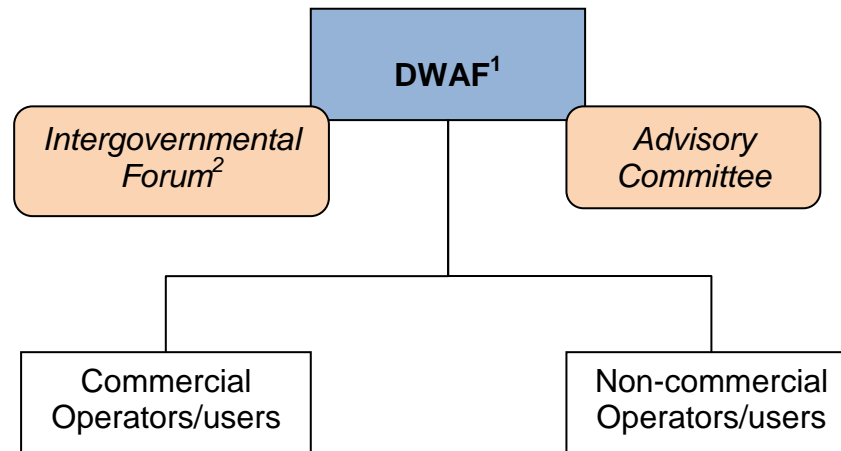 DWAF¹
Intergovernmental
Forum²
Advisory
Committee
Commercial
Operators/users
Non-commercial
Operators/users